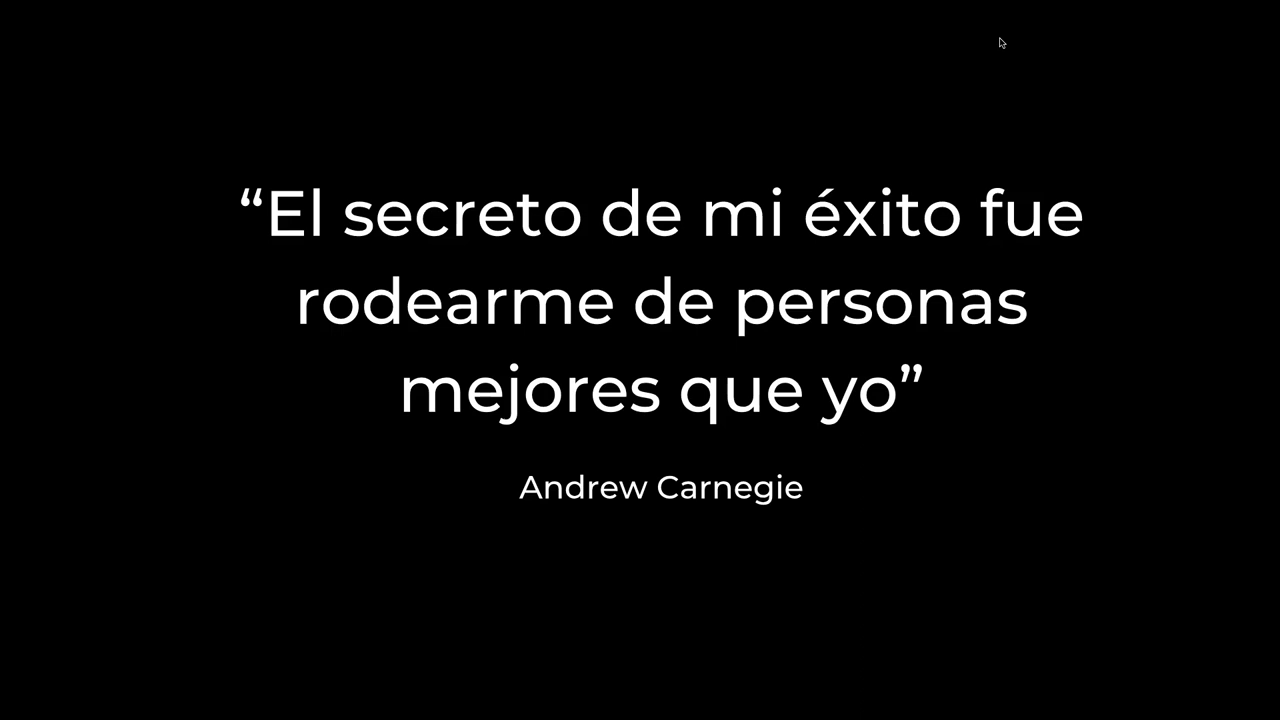 “El secreto de mi éxito fue
rodearme de personas
mejores que yo”
Andrew Carnegie